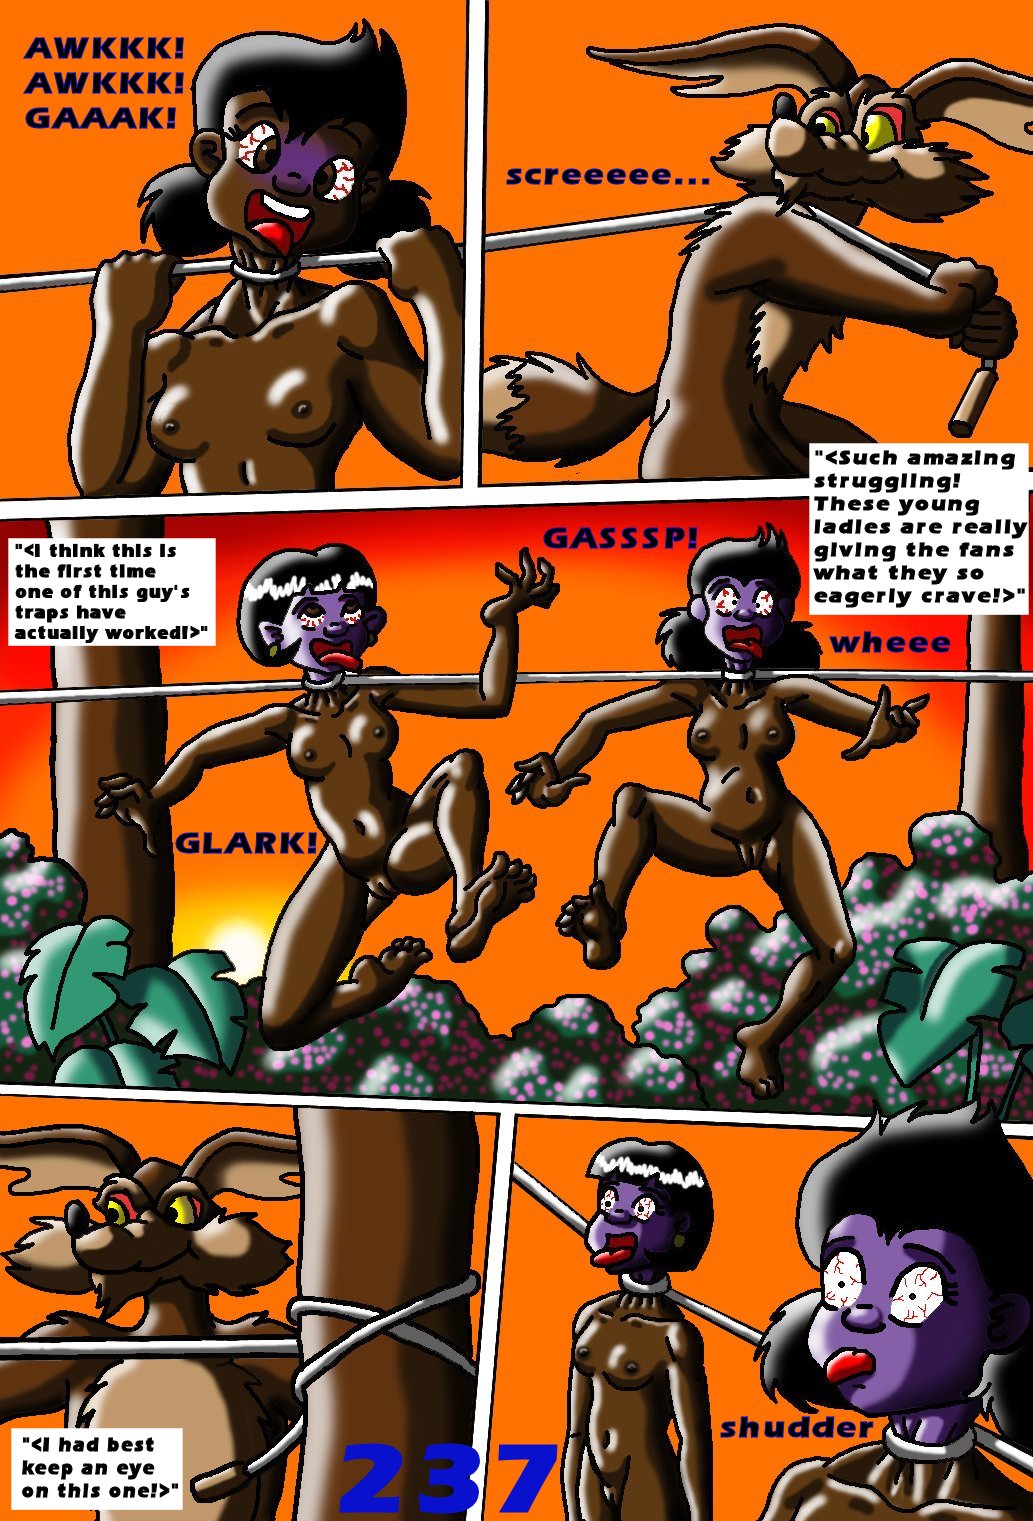 AWKKK!
AWKKK!
GAAAK!
screeeee...
"<Such amazing
struggling!
These young
ladies are really
giving the fans
what they so
eagerly crave!>"
"<I think this is
the first time
one of this guy's
traps have
actually worked!>"
GASSSP!
wheee
GLARK!
"<I had best
keep an eye
on this one!>"
shudder
237